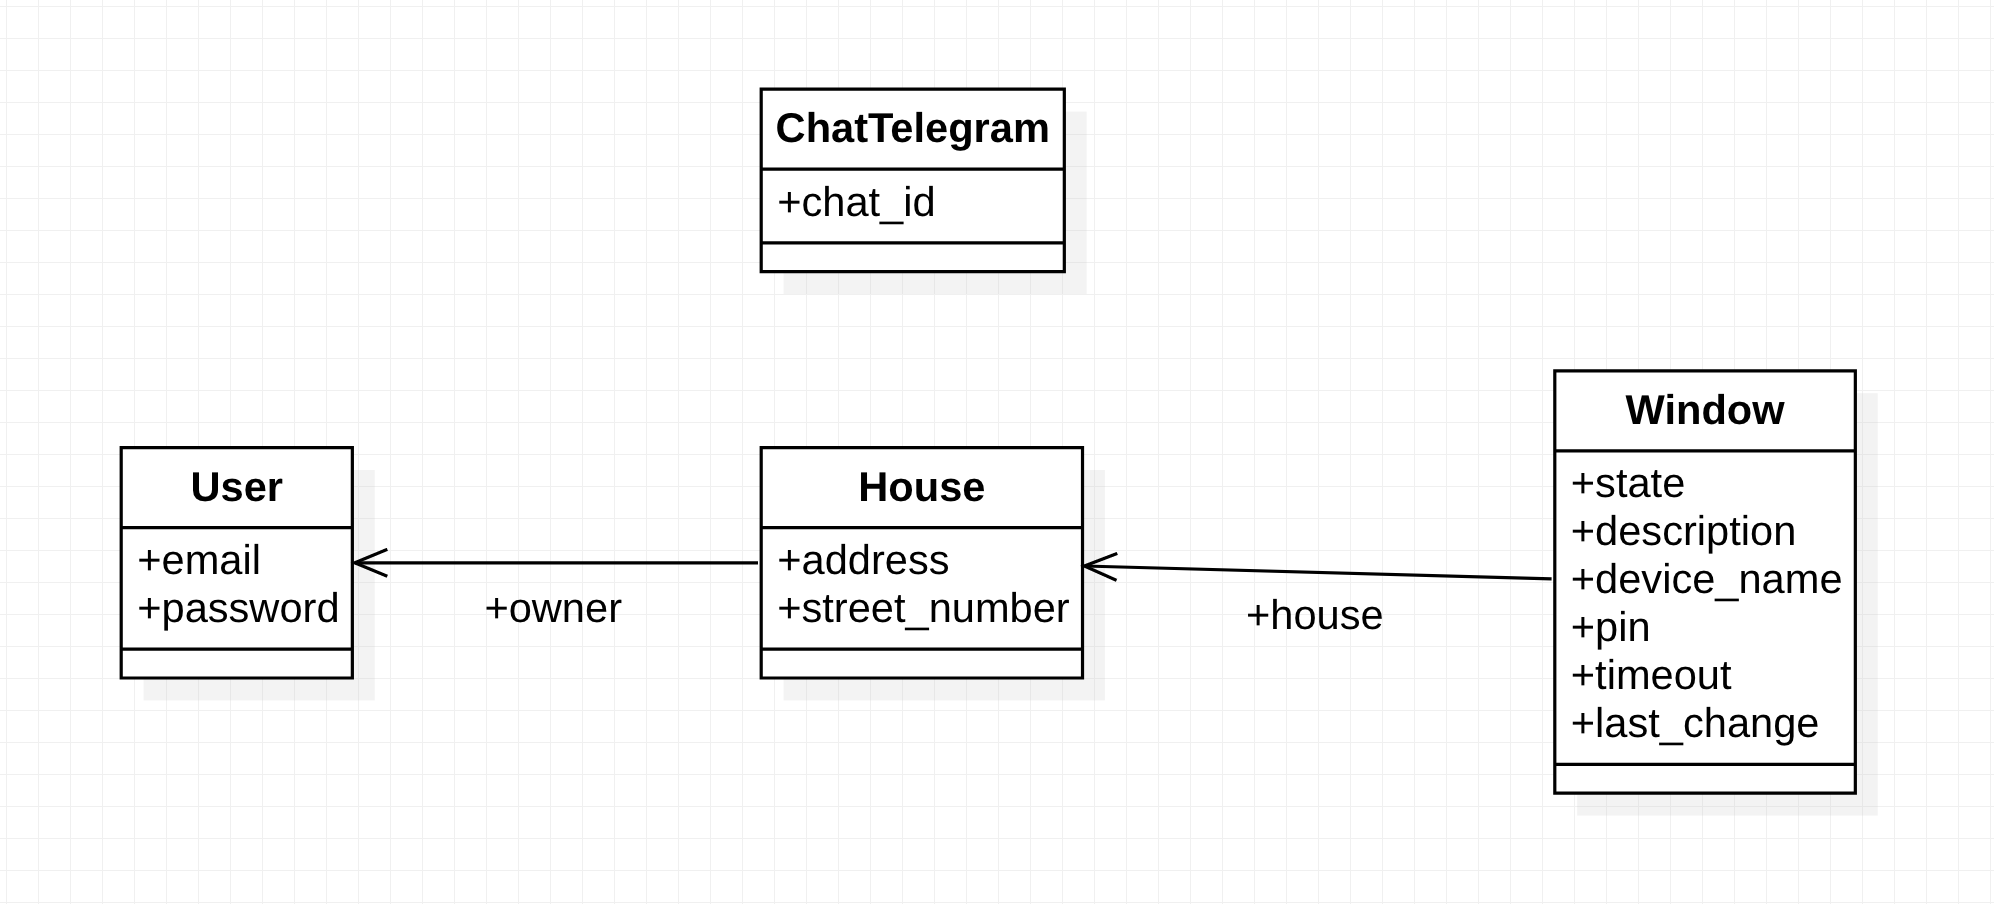 ChatTelegram
+chat_id
User
+email
+password
+owner
House
+address
+street_number
+house
Window
+state
+description
+device_name
+pin
+timeout
+last_change